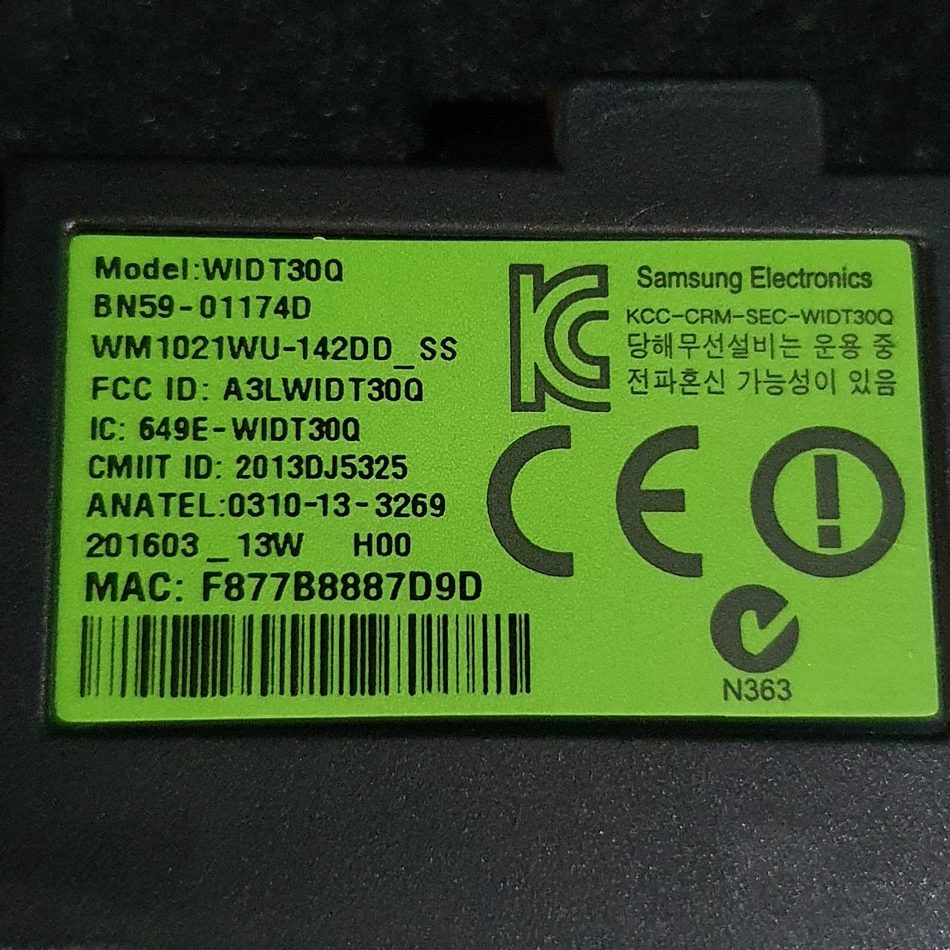 Model:WIDT30Q
BN59-01174D
WM1021WU-142DD_SS
FCC ID: A3LWIDT30Q
IC: 649E-WIDT30Q
CMIIT ID: 2013DJ5325
ANATEL:0310-13-3269
201603_13W H00
MAC: F877B8887D9D
Samsung Electronics
KCC-CRM-SEC-WIDT30Q
당해무선설비는 운용 중
전파혼신 가능성이 있음
CE
N363